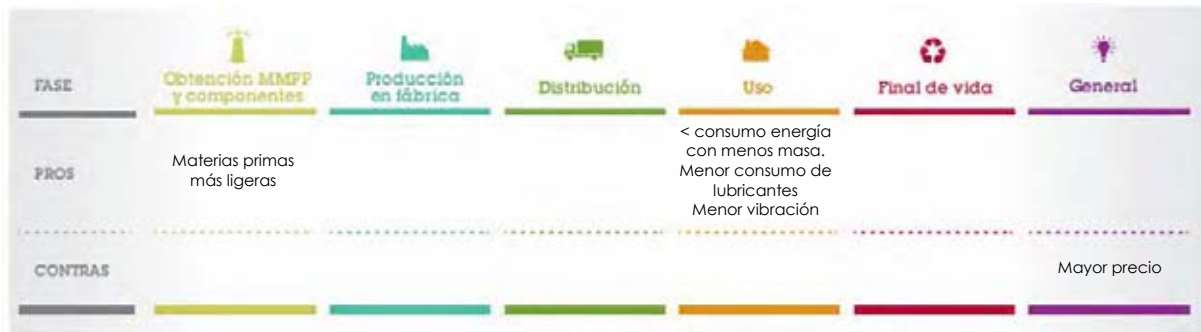 FASE
Obtención MMPP
y componentes
Producción
en fábrica
Distribución
Uso
Final de vida
General
PROS
Materias primas
más ligeras
< consumo energía
con menos masa.
Menor consumo de
lubricantes
Menor vibración
CONTRAS
Mayor precio